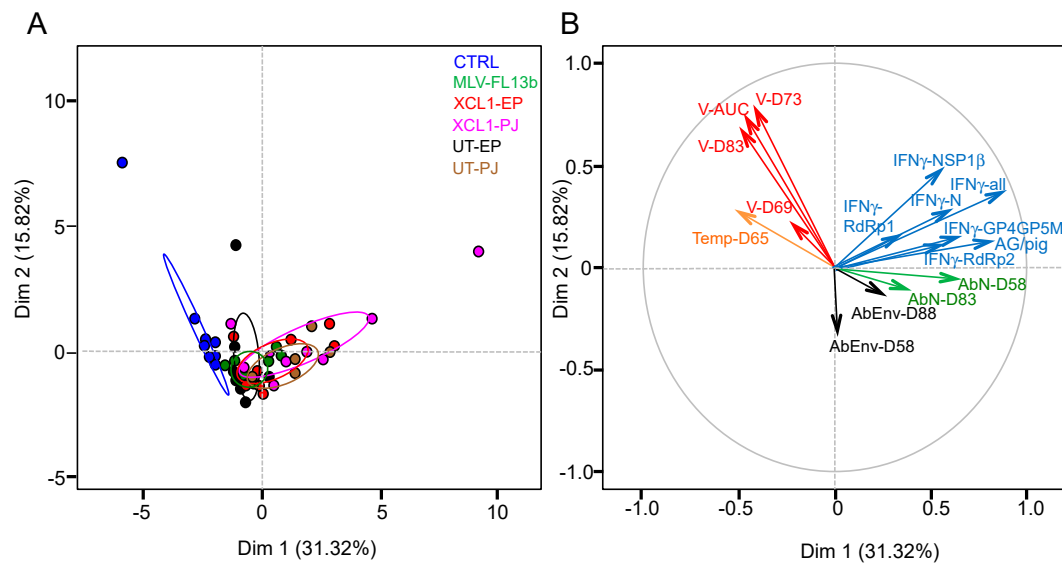 A
CTRL
MLV-FL13b
XCL1-EP
XCL1-PJ
UT-EP
UT-PJ
10
5
0
-5
-5
0
5
10
Dim 2 (15.82%)
Dim 1 (31.32%)
B
1.0
0.5
0
-0.5
-1.0
-1.0
-0.5
0
0.5
1.0
Dim 2 (15.82%)
Dim 1 (31.32%)
V-D73
V-AUC
V-D83
V-D69
Temp-D65
IFNγ-NSP1β
IFNγ-all
IFNγ-N
IFNγ-
RdRp1
IFNγ-GP4GP5M
AG/pig
IFNγ-RdRp2
AbN-D58
AbN-D83
AbEnv-D88
AbEnv-D58